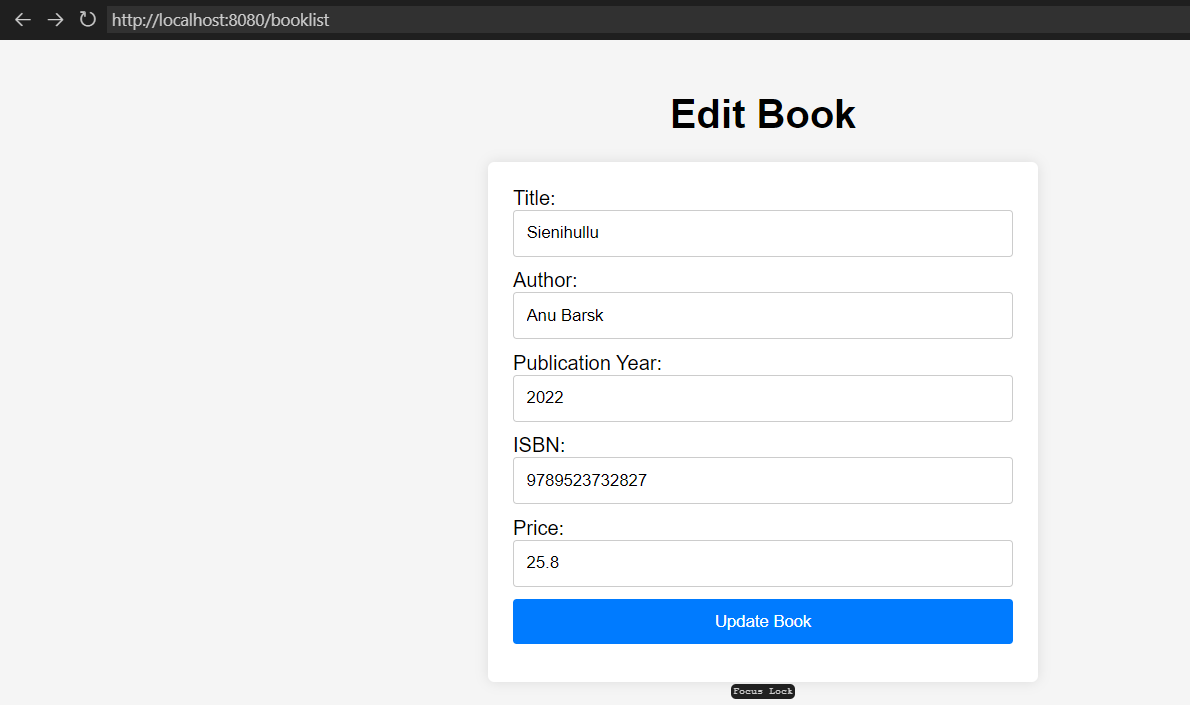 http://localhost:8080/booklist
Edit Book
Title:
Sienihullu
Author:
Anu Barsk
Publication Year:
2022
ISBN:
9789523732827
Price:
25.8
Update Book
Focus Lock